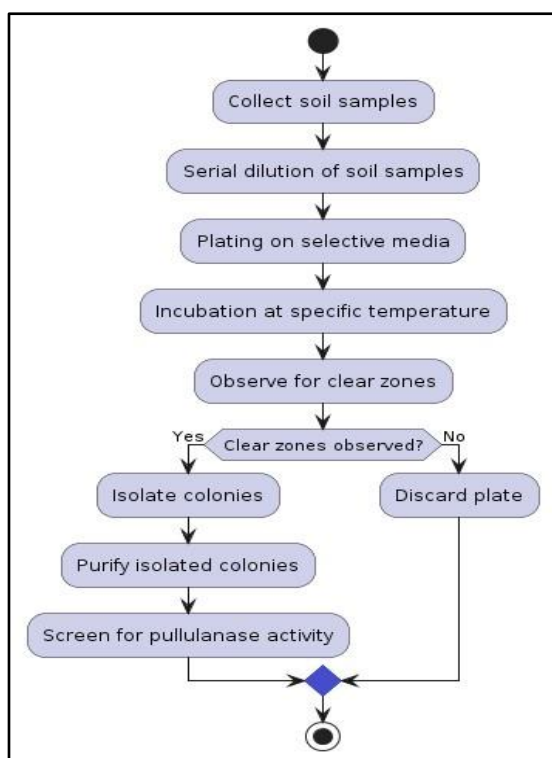 Collect soil samples
Serial dilution of soil samples
Plating on selective media
Incubation at specific temperature
Observe for clear zones
Yes
Clear zones observed?
No
Isolate colonies
Discard plate
Purify isolated colonies
Screen for pullulanase activity